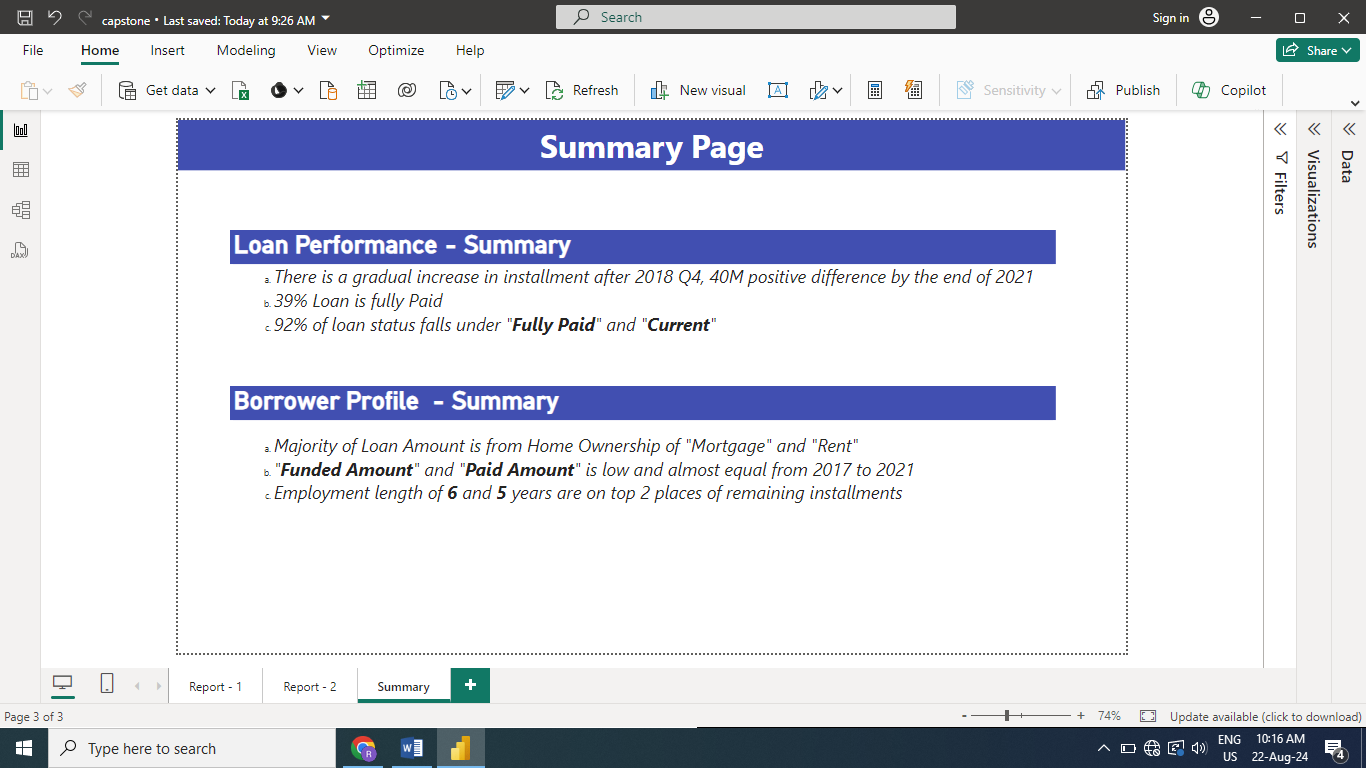 capstone • Last saved: Today at 9:26 AM
Search
Sign in
File Home Insert Modeling View Optimize Help
Share
Get data
Refresh
New visual
Sensitivity
Publish
Copilot
Summary Page
Loan Performance - Summary
a. There is a gradual increase in installment after 2018 Q4, 40M positive difference by the end of 2021
b. 39% Loan is fully Paid
c. 92% of loan status falls under "Fully Paid" and "Current"
Borrower Profile - Summary
a. Majority of Loan Amount is from Home Ownership of "Mortgage" and "Rent"
b. "Funded Amount" and "Paid Amount" is low and almost equal from 2017 to 2021
c. Employment length of 6 and 5 years are on top 2 places of remaining installments
Filters
Visualizations
Data
DAX
Report - 1
Report - 2
Summary
Page 3 of 3
- + 74%
Update available (click to download)
Type here to search
R
W
ENG
US
10:16 AM
22-Aug-24
4